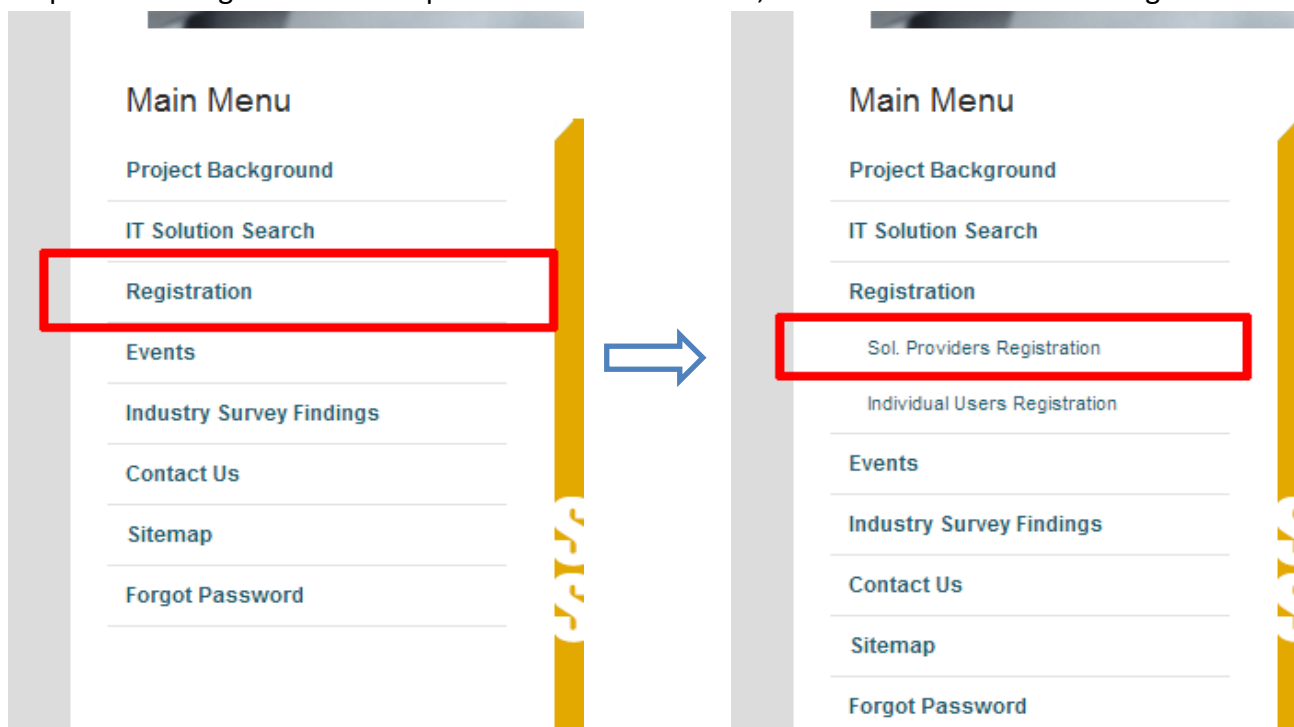 Main Menu
Project Background
IT Solution Search
Registration
Events
Industry Survey Findings
Contact Us
Sitemap
Forgot Password
Main Menu
Project Background
IT Solution Search
Registration
Sol. Providers Registration
Individual Users Registration
Events
Industry Survey Findings
Contact Us
Sitemap
Forgot Password